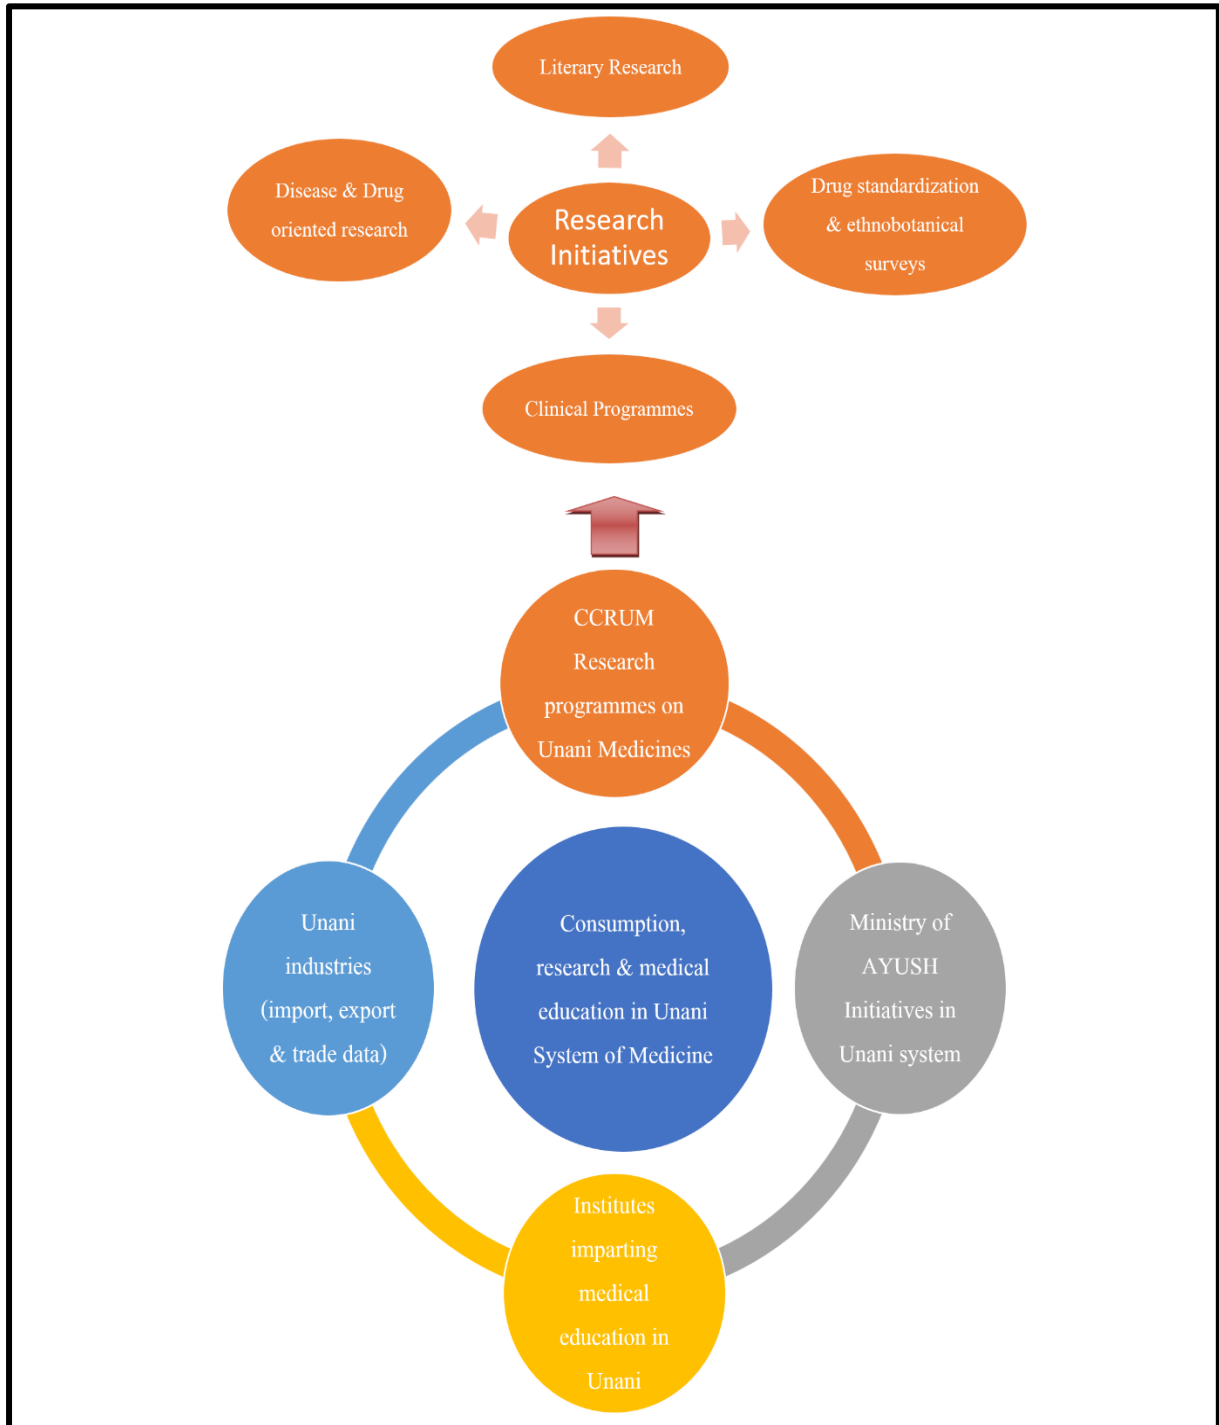 Literary Research
Disease & Drug
oriented research
Research
Initiatives
Drug standardization
& ethnobotanical
surveys
Clinical Programmes
CCRUM
Research
programmes on
Unani Medicines
Unani
industries
(import, export
& trade data)
Consumption,
research & medical
education in Unani
System of Medicine
Ministry of
AYUSH
Initiatives in
Unani system
Institutes
imparting
medical
education in
Unani